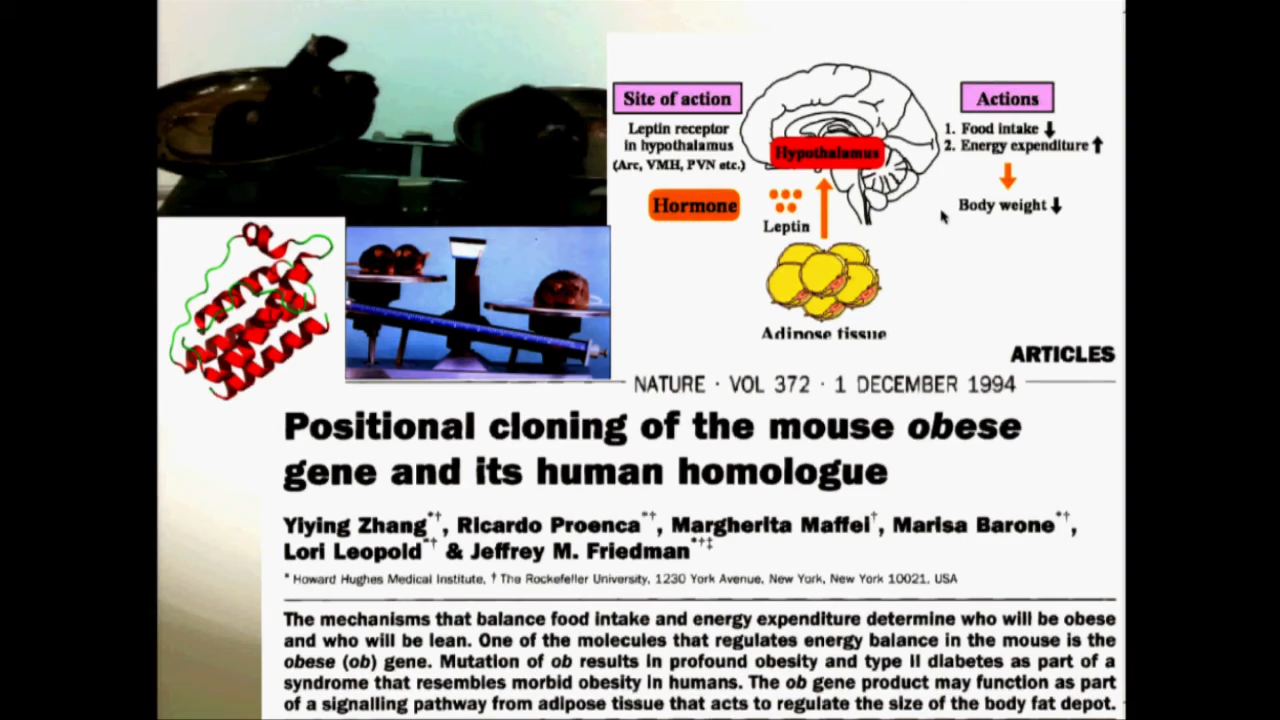 Site of action
Leptin receptor
in hypothalamus
(Arc, VMH, PVN etc.)
Hormone
Hypothalamus
Leptin
Adipose tissue
Actions
1. Food intake ↓
2. Energy expenditure ↑
Body weight ↓
ARTICLES
NATURE · VOL 372 · 1 DECEMBER 1994
Positional cloning of the mouse obese
gene and its human homologue
Yiying Zhang*†, Ricardo Proenca*†, Margherita Maffei†, Marisa Barone*†,
Lori Leopold*† & Jeffrey M. Friedman*†‡
* Howard Hughes Medical Institute, † The Rockefeller University, 1230 York Avenue, New York, New York 10021, USA
The mechanisms that balance food intake and energy expenditure determine who will be obese
and who will be lean. One of the molecules that regulates energy balance in the mouse is the
obese (ob) gene. Mutation of ob results in profound obesity and type II diabetes as part of a
syndrome that resembles morbid obesity in humans. The ob gene product may function as part
of a signalling pathway from adipose tissue that acts to regulate the size of the body fat depot.